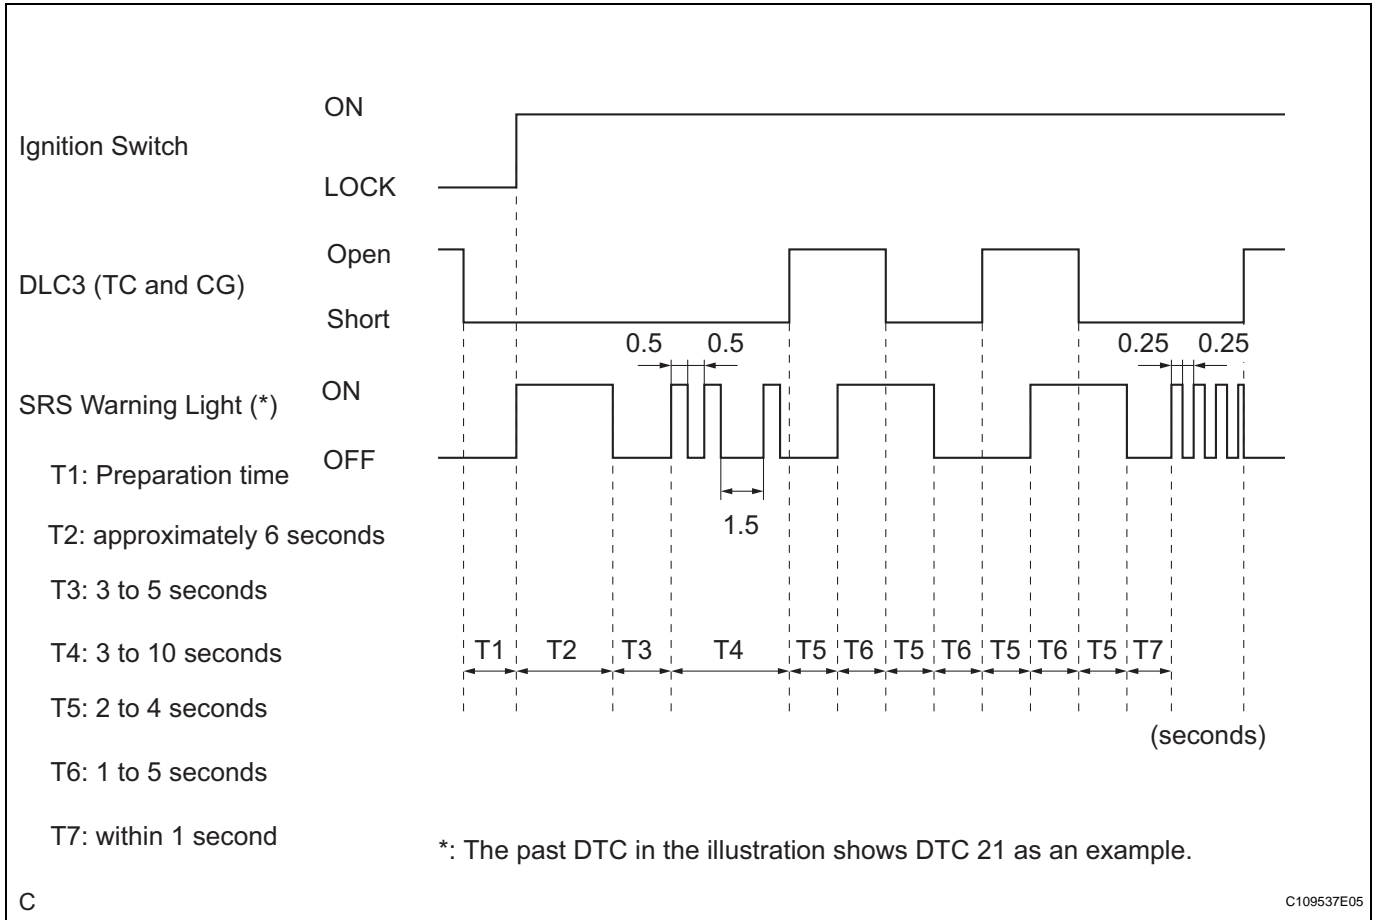 ON
Ignition Switch
LOCK
Open
DLC3 (TC and CG)
Short
0.5 0.5 0.25 0.25
ON
SRS Warning Light (*)
OFF
T1: Preparation time
1.5
T2: approximately 6 seconds
T3: 3 to 5 seconds
T4: 3 to 10 seconds
T1 T2 T3 T4 T5 T6 T5 T6 T5 T6 T5 T7
T5: 2 to 4 seconds
(seconds)
T6: 1 to 5 seconds
T7: within 1 second
*: The past DTC in the illustration shows DTC 21 as an example.
C
C109537E05